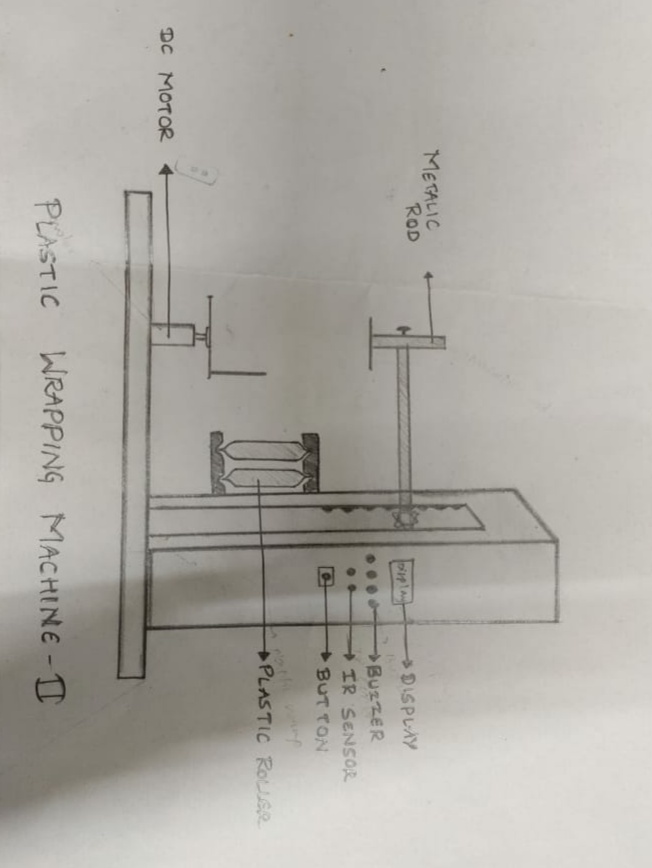 METALIC
ROD
Display
DISPLAY
BUZZER
IR SENSOR
BUTTON
PLASTIC ROLLER
DC MOTOR
PLASTIC WRAPPING MACHINE-II